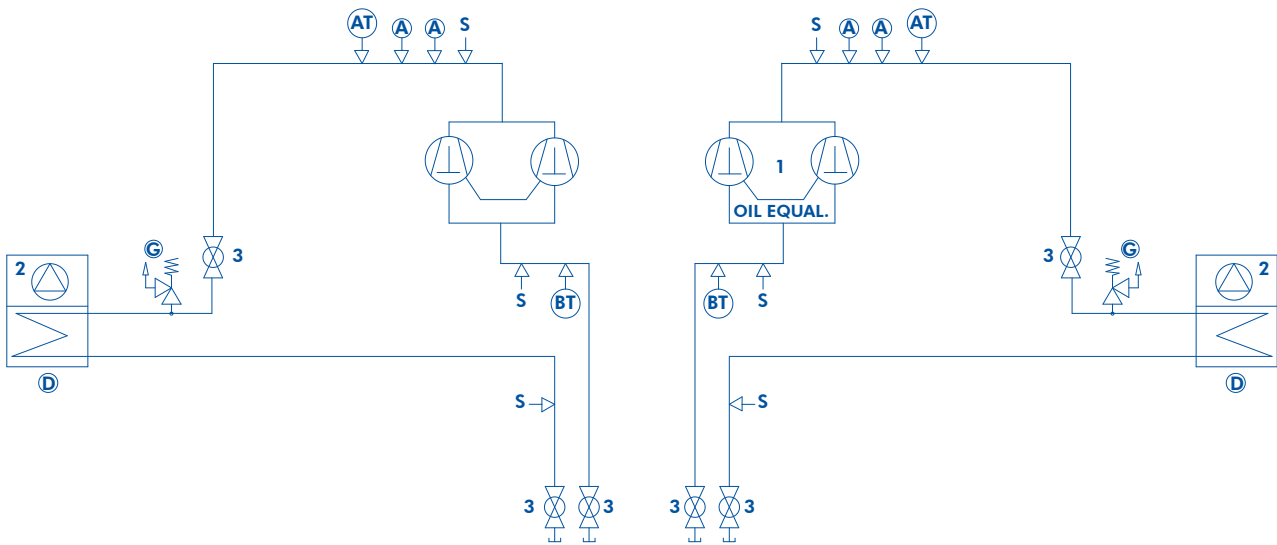 AT A A S S A A AT
1
OIL EQUAL.
G 3 3 G
2 2
S BT BT S
D D
S S
3 3 3 3